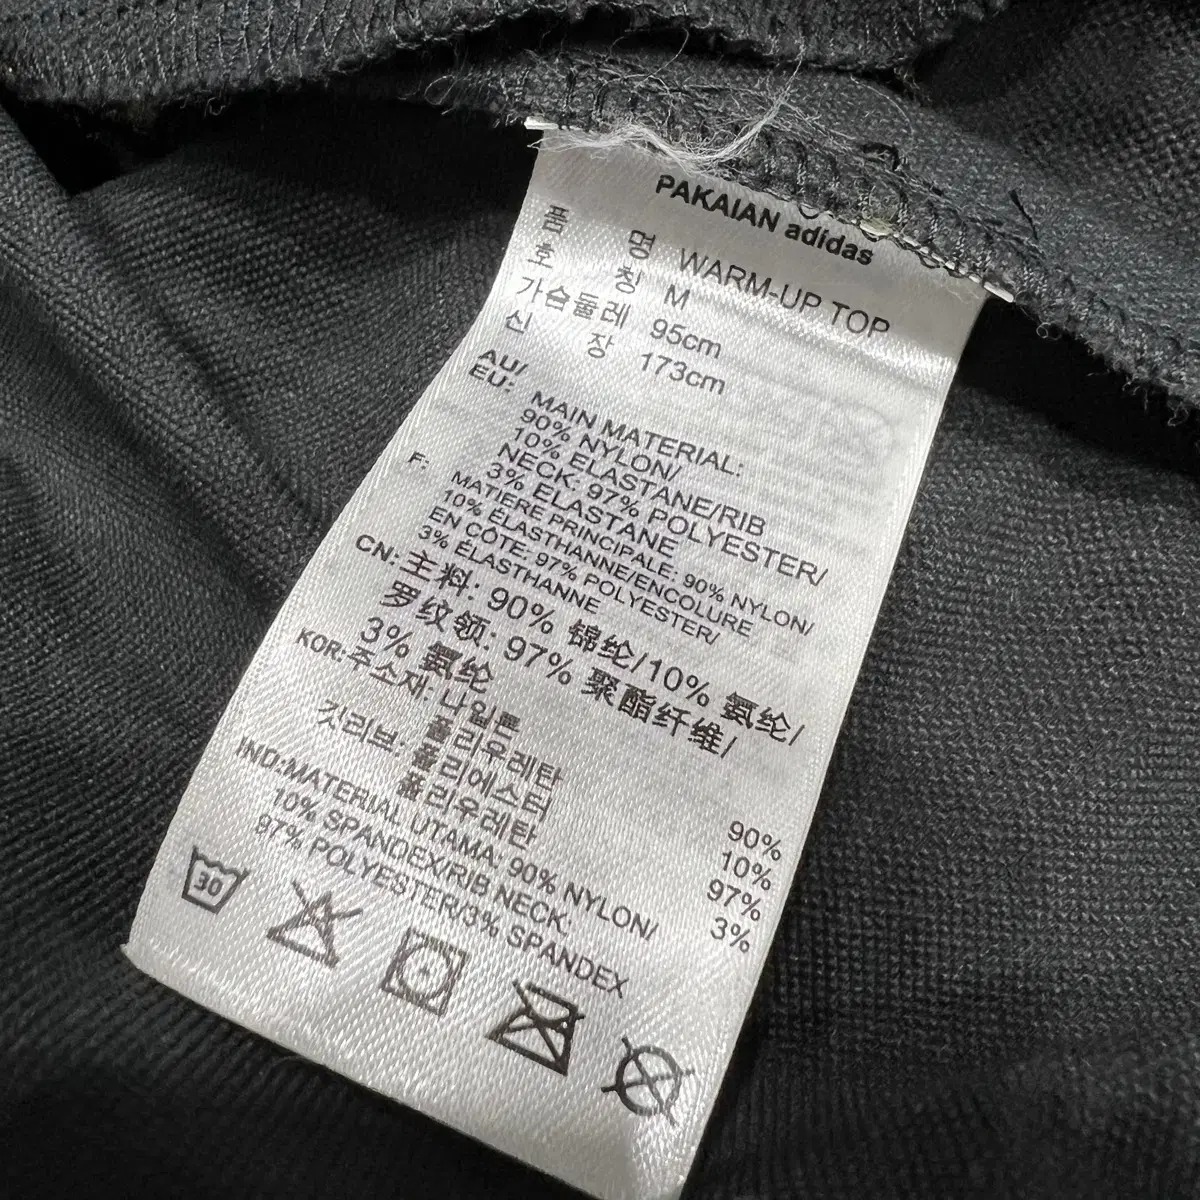 PAKAIAN adidas
품 명 WARM-UP TOP
호 칭 M
가슴둘레 95cm
신 장 173cm
AU/
EU: MAIN MATERIAL:
90% NYLON/
10% ELASTANE/RIB
NECK: 97% POLYESTER/
3% ELASTANE
F: MATIÈRE PRINCIPALE: 90% NYLON/
10% ÉLASTHANNE/ENCOLURE
EN CÔTE: 97% POLYESTER/
3% ÉLASTHANNE
CN: 主料: 90% 锦纶/10% 氨纶/
罗纹领: 97% 聚酯纤维/
3% 氨纶
KOR: 주소재: 나일론 90%
폴리우레탄 10%
깃리브: 폴리에스터 97%
폴리우레탄 3%
IND:MATERIAL UTAMA: 90% NYLON/
10% SPANDEX/RIB NECK:
97% POLYESTER/3% SPANDEX
30